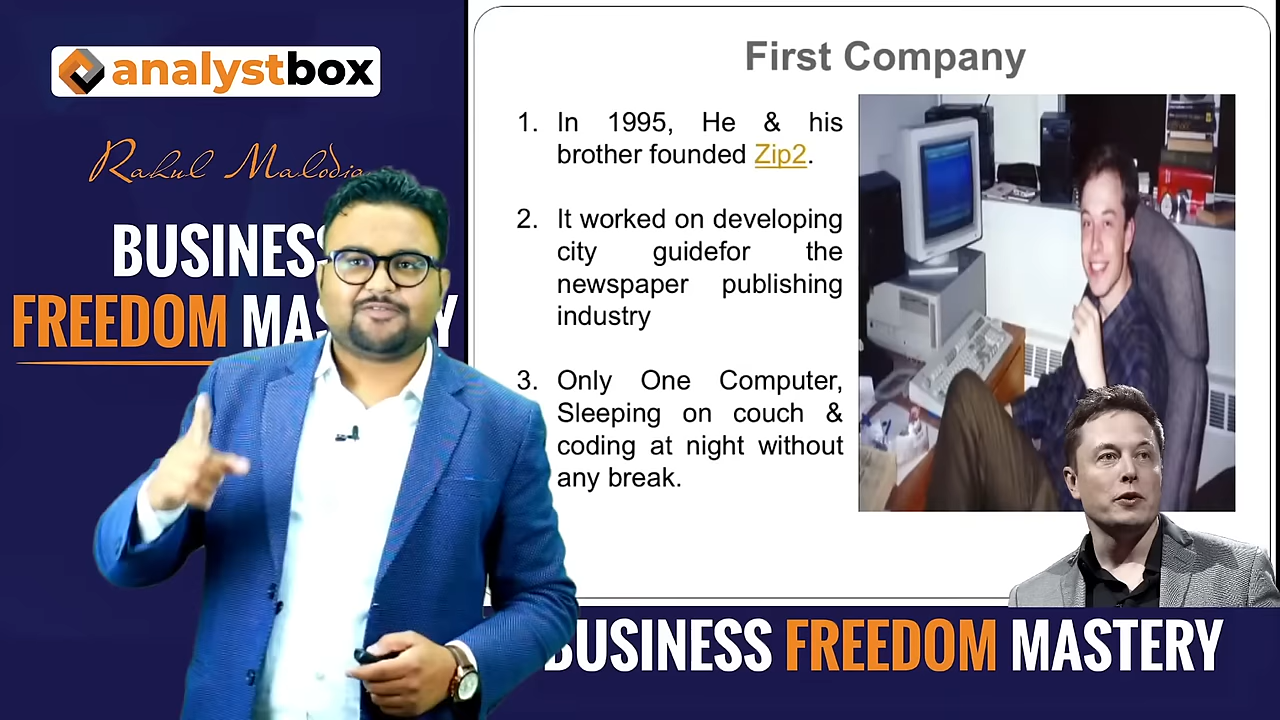 analystbox
Rahul Malodia
BUSINESS
FREEDOM MASTERY
First Company
1. In 1995, He & his
brother founded Zip2.
2. It worked on developing
city guidefor the
newspaper publishing
industry
3. Only One Computer,
Sleeping on couch &
coding at night without
any break.
BUSINESS FREEDOM MASTERY